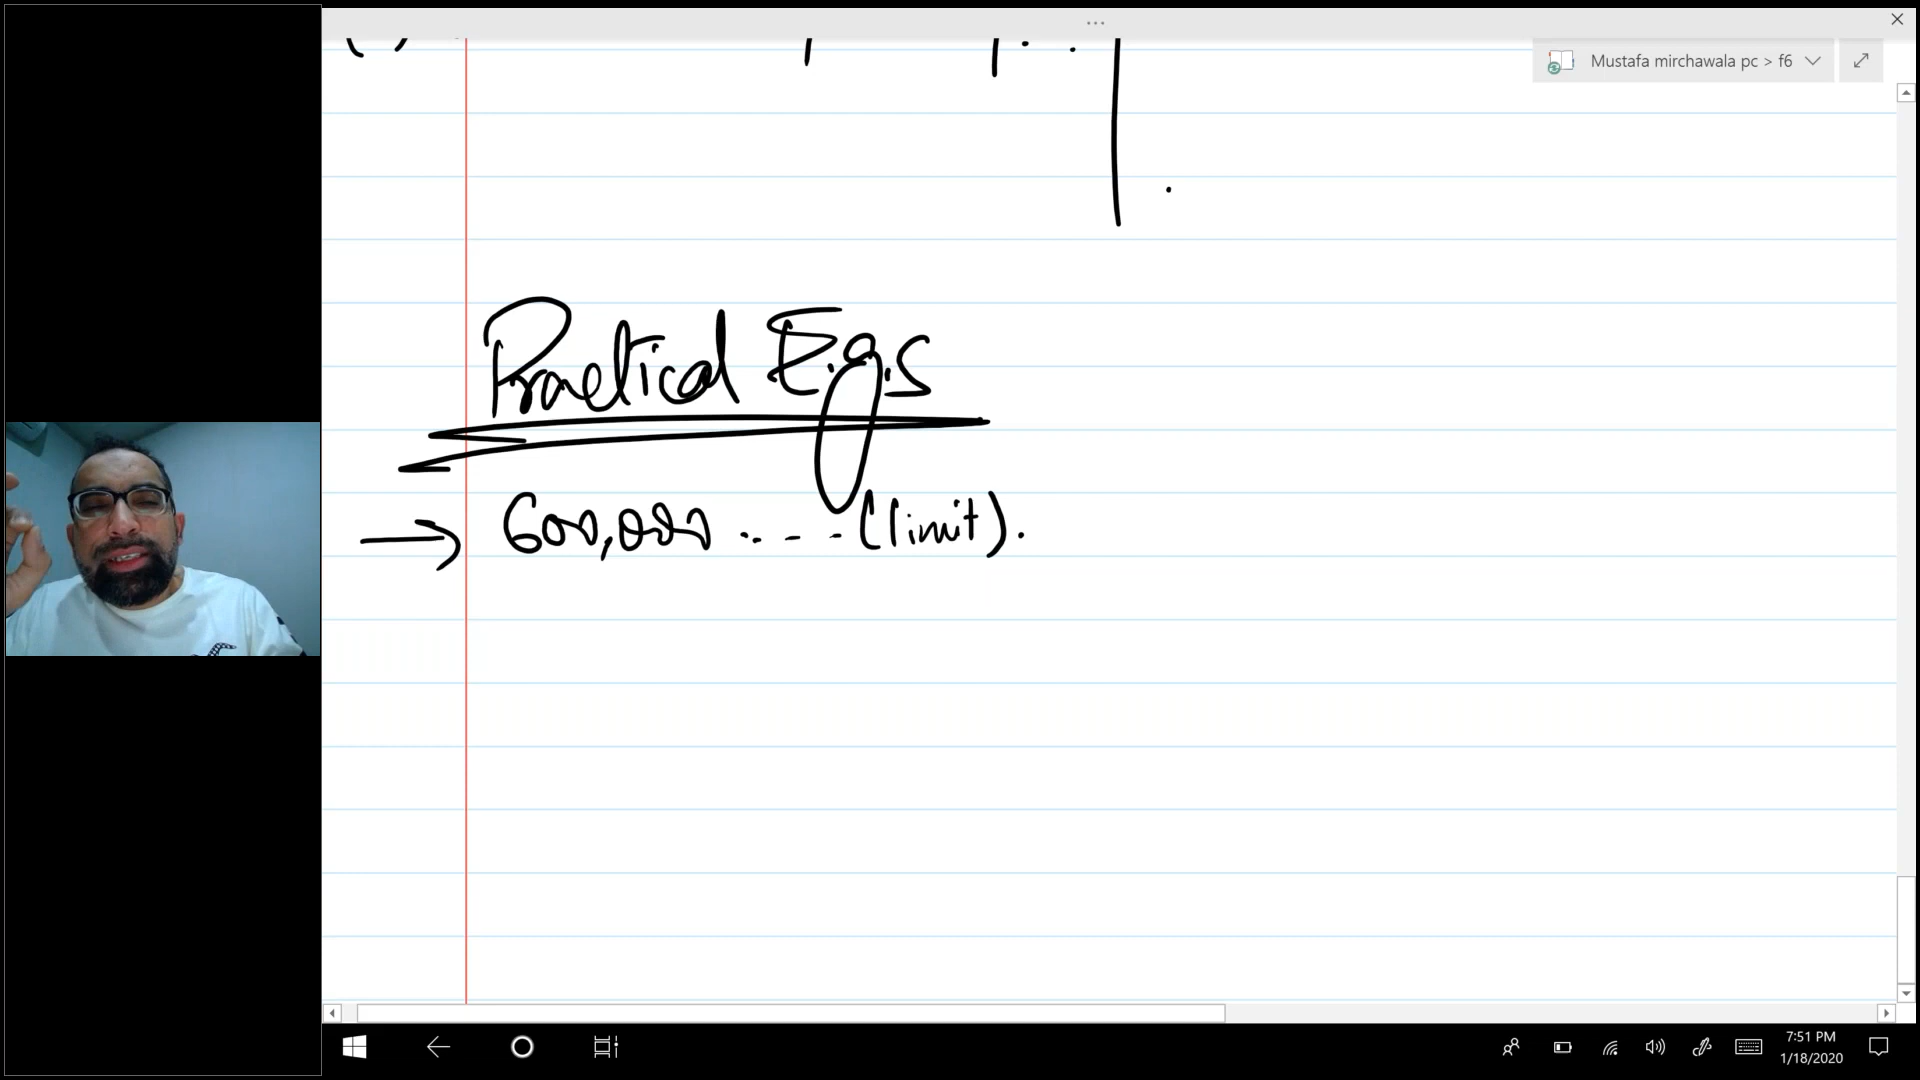 Mustafa mirchawala pc > f6
Practical E.g.s
→ 600,000 ..--- (limit).
7:51 PM
1/18/2020